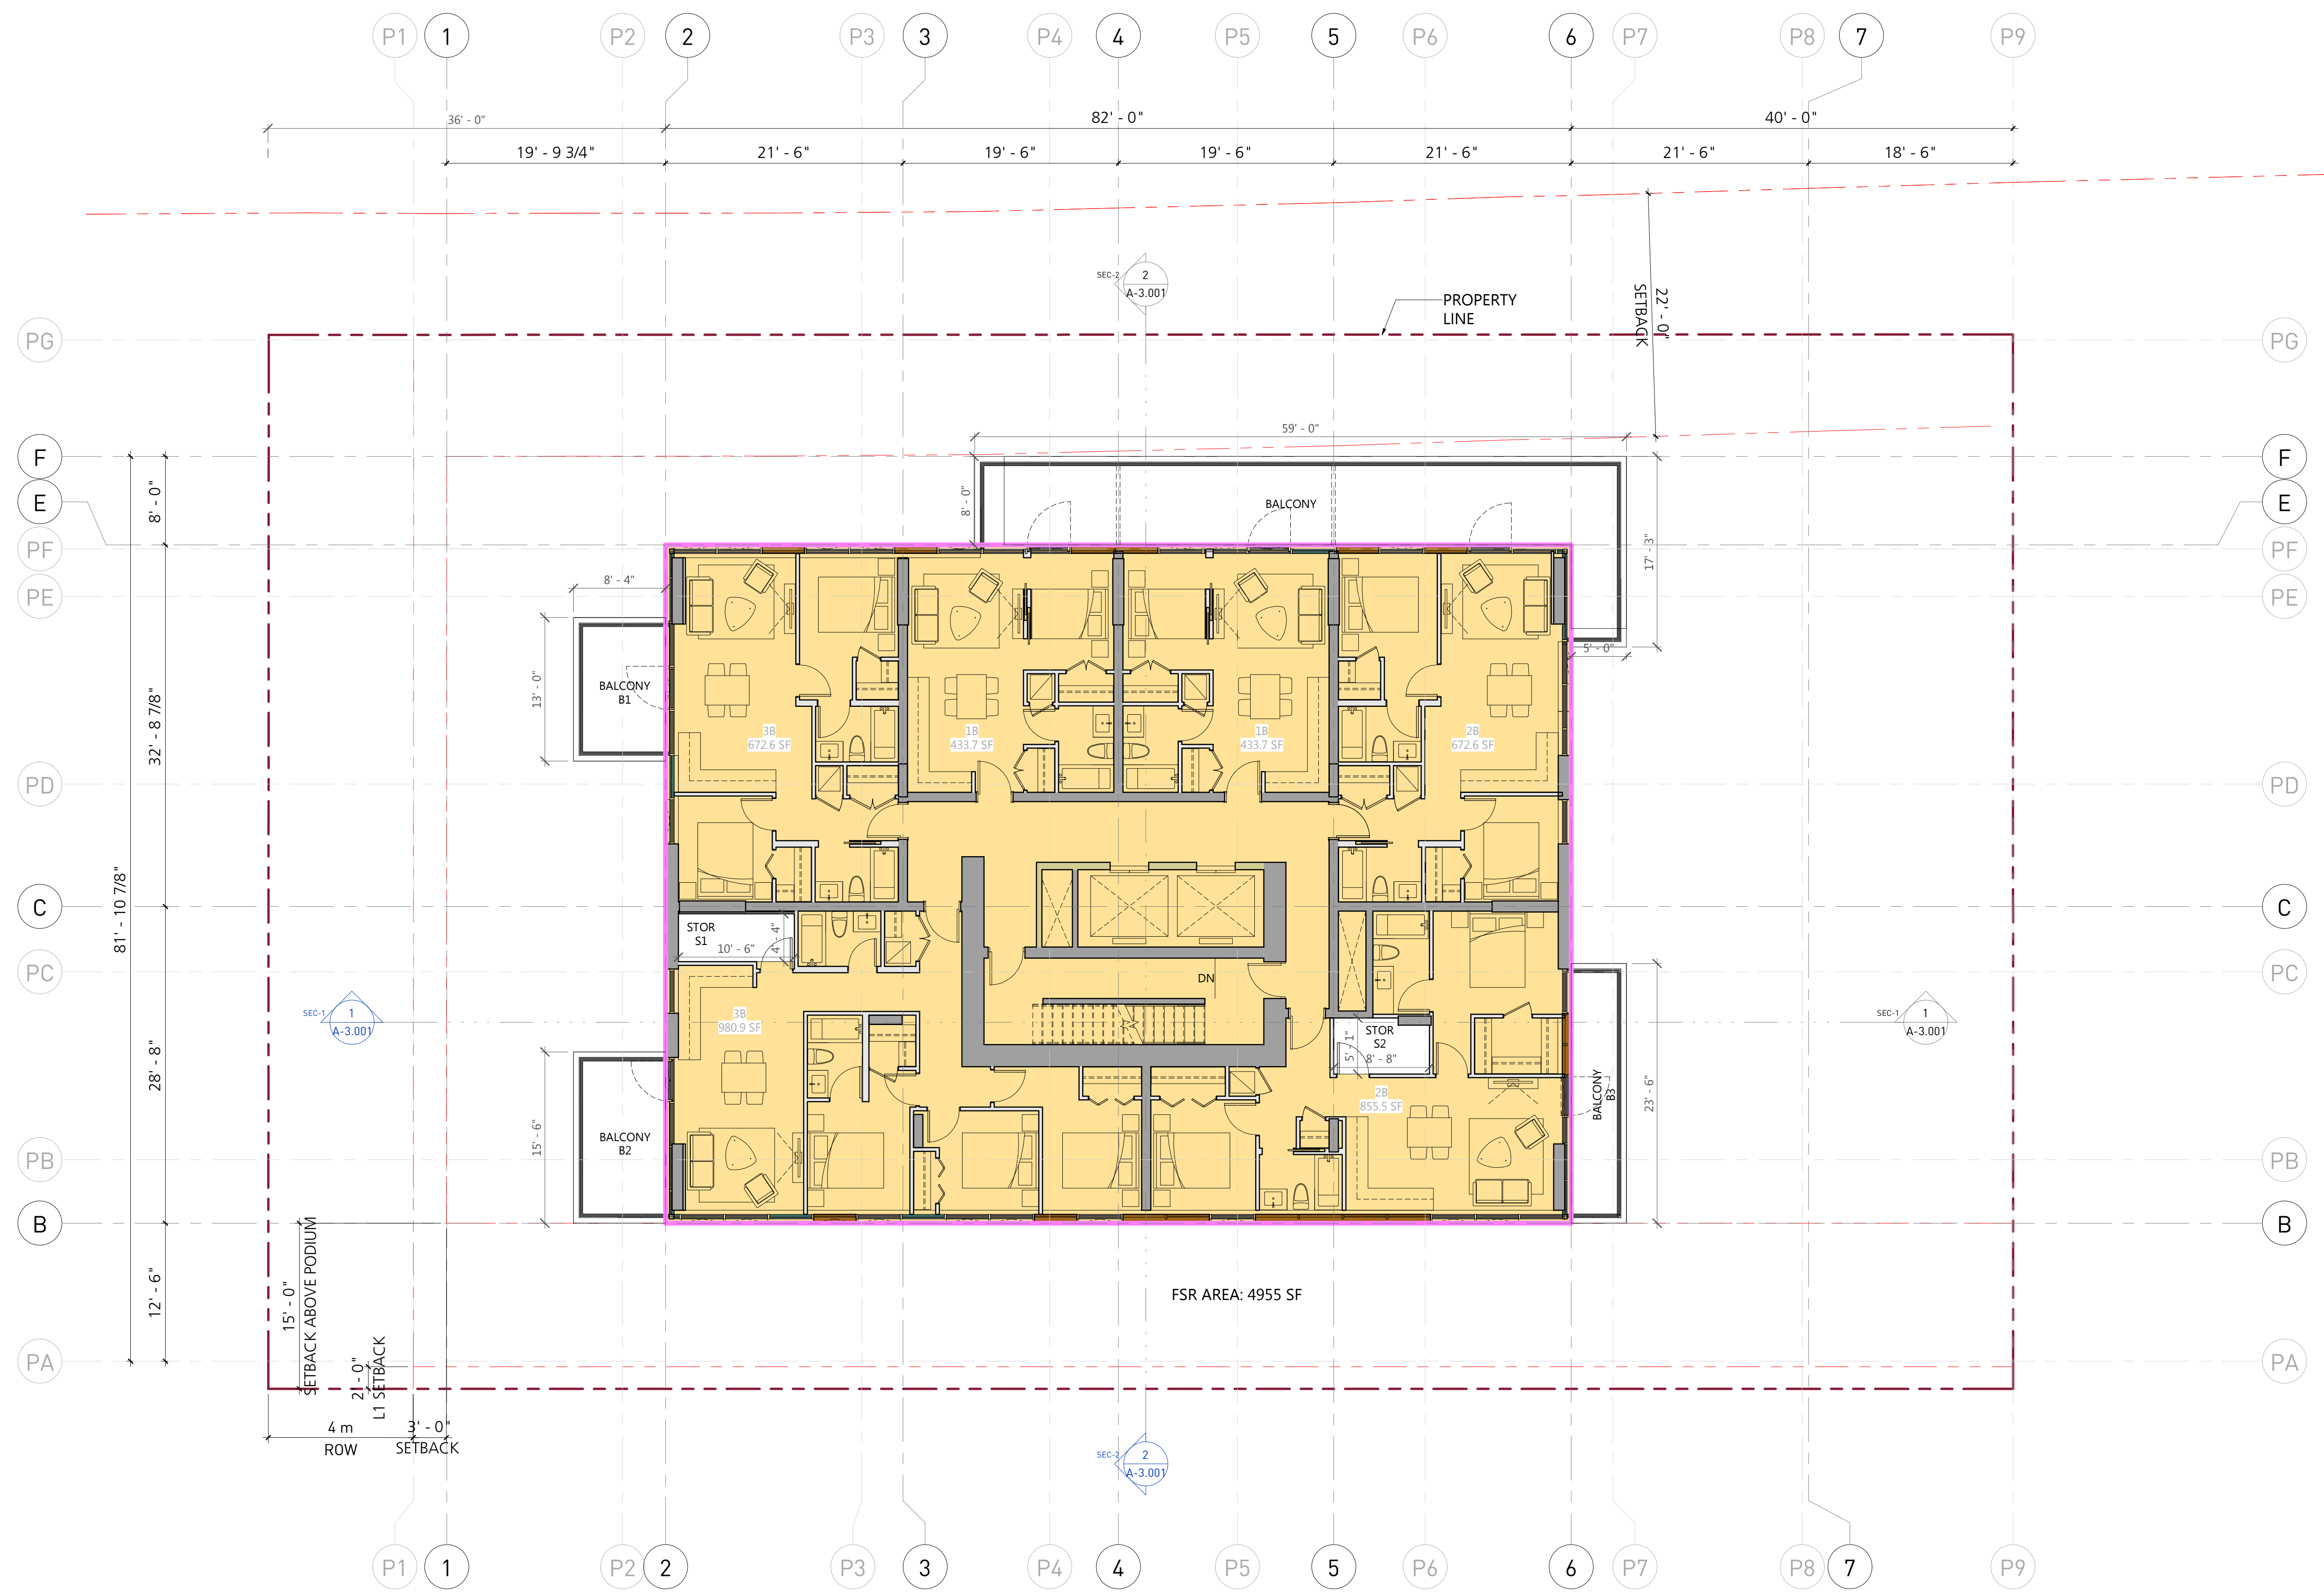 P1
1
P2
2
P3
3
P4
4
P5
5
P6
6
P7
P8
7
P9
36' - 0"
82' - 0"
40' - 0"
19' - 9 3/4"
21' - 6"
19' - 6"
19' - 6"
21' - 6"
21' - 6"
18' - 6"
SEC-2
2
A-3.001
PROPERTY
LINE
22' - 0"
SETBACK
PG
PG
F
F
E
E
PF
PF
PE
PE
59' - 0"
8' - 0"
8' - 0"
BALCONY
17' - 3"
5' - 0"
8' - 4"
13' - 0"
BALCONY
B1
32' - 8 7/8"
3B
672.6 SF
1B
433.7 SF
1B
433.7 SF
2B
672.6 SF
PD
PD
81' - 10 7/8"
C
C
STOR
S1
10' - 6"
4' - 4"
PC
PC
DN
SEC-1
1
A-3.001
3B
980.9 SF
STOR
S2
5' - 1"
8' - 8"
SEC-1
1
A-3.001
28' - 8"
2B
855.5 SF
BALCONY
B3
23' - 6"
15' - 6"
BALCONY
B2
PB
PB
B
B
12' - 6"
15' - 0"
SETBACK ABOVE PODIUM
FSR AREA: 4955 SF
PA
PA
2' - 0"
L1 SETBACK
4 m
ROW
3' - 0"
SETBACK
SEC-2
2
A-3.001
P1
1
P2
2
P3
3
P4
4
P5
5
P6
6
P7
P8
7
P9